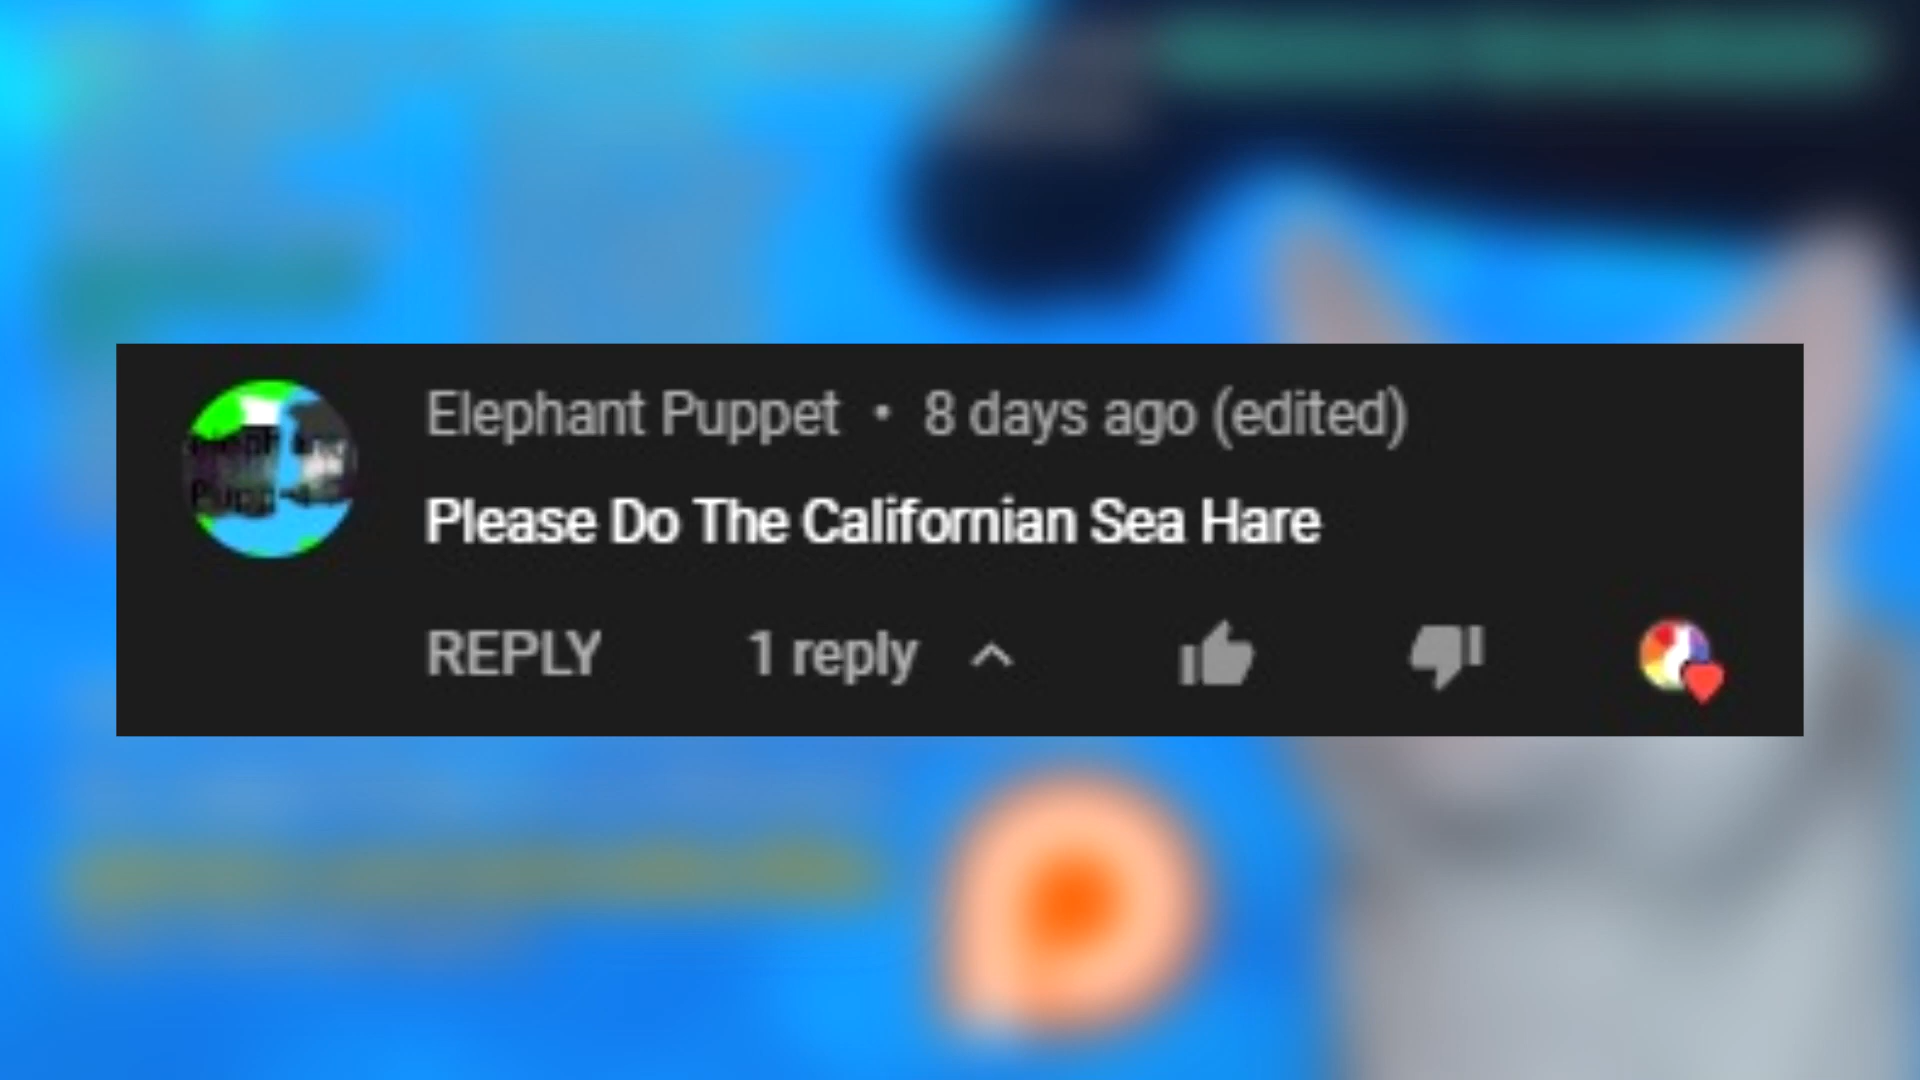 Elephant Puppet • 8 days ago (edited)
Please Do The Californian Sea Hare
REPLY 1 reply